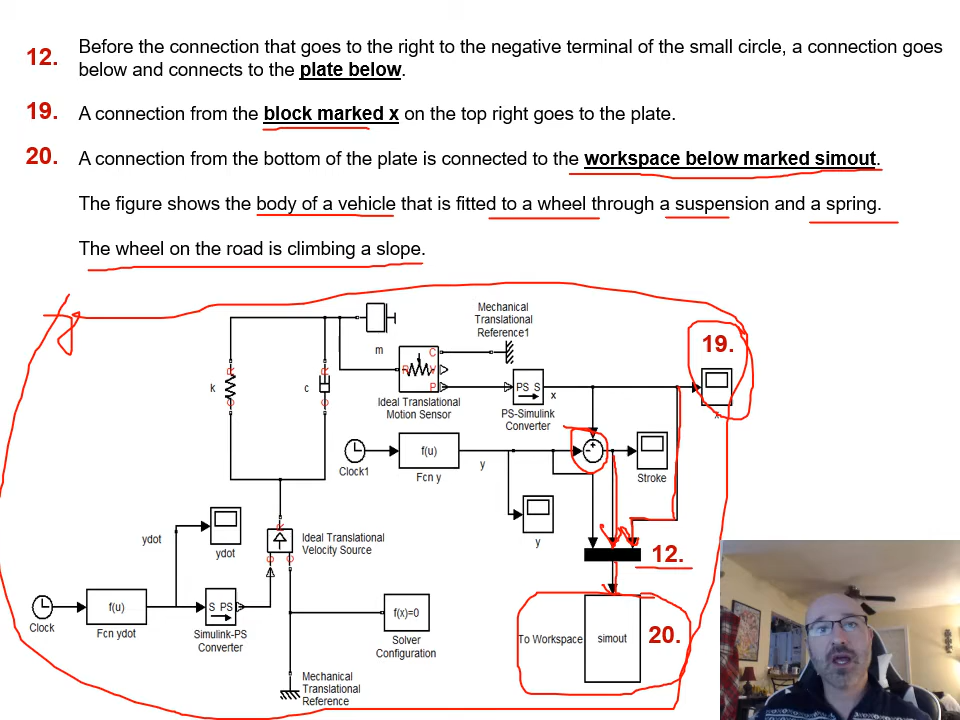 12. Before the connection that goes to the right to the negative terminal of the small circle, a connection goes
below and connects to the plate below.
19. A connection from the block marked x on the top right goes to the plate.
20. A connection from the bottom of the plate is connected to the workspace below marked simout.
The figure shows the body of a vehicle that is fitted to a wheel through a suspension and a spring.
The wheel on the road is climbing a slope.
Mechanical
Translational
Reference1
m
19.
C
R V
P
k
c
PS S
x
x
Ideal Translational
Motion Sensor
PS-Simulink
Converter
f(u)
Clock1
Fcn y
y
Stroke
y
ydot
ydot
R
Ideal Translational
Velocity Source
12.
f(u)
S PS
f(x)=0
Clock
Fcn ydot
Simulink-PS
Converter
Solver
Configuration
To Workspace
simout
20.
Mechanical
Translational
Reference